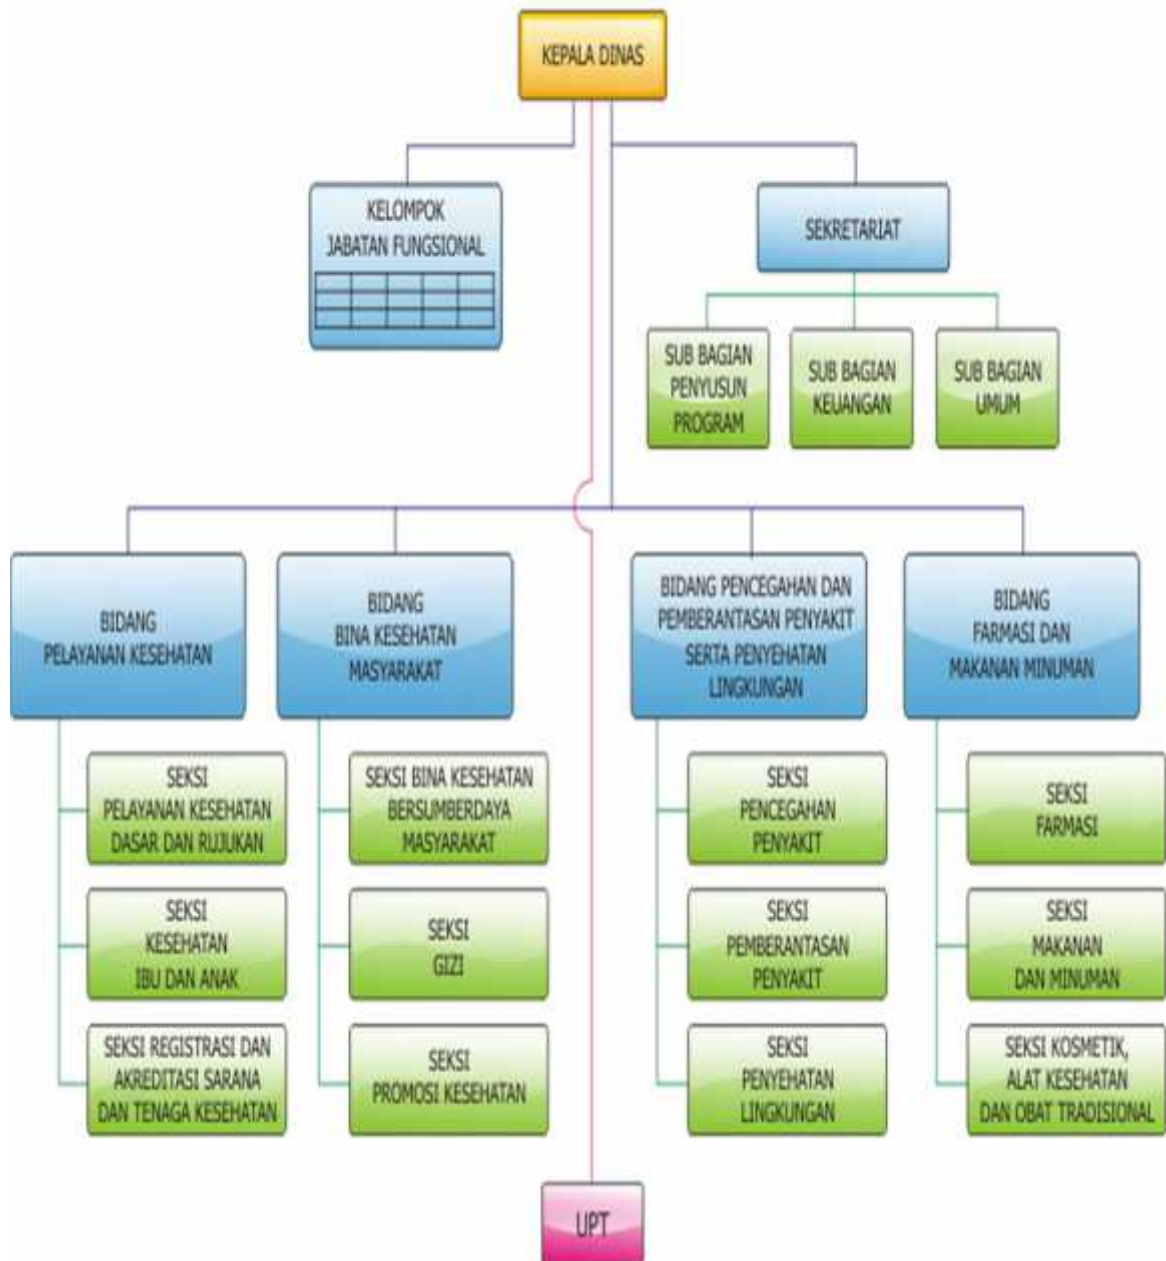 KEPALA DINAS
KELOMPOK
JABATAN FUNGSIONAL
SEKRETARIAT
SUB BAGIAN
PENYUSUN
PROGRAM
SUB BAGIAN
KEUANGAN
SUB BAGIAN
UMUM
BIDANG
PELAYANAN KESEHATAN
BIDANG
BINA KESEHATAN
MASYARAKAT
BIDANG PENCEGAHAN DAN
PEMBERANTASAN PENYAKIT
SERTA PENYEHATAN
LINGKUNGAN
BIDANG
FARMASI DAN
MAKANAN MINUMAN
SEKSI
PELAYANAN KESEHATAN
DASAR DAN RUJUKAN
SEKSI
KESEHATAN
IBU DAN ANAK
SEKSI REGISTRASI DAN
AKREDITASI SARANA
DAN TENAGA KESEHATAN
SEKSI BINA KESEHATAN
BERSUMBERDAYA
MASYARAKAT
SEKSI
GIZI
SEKSI
PROMOSI KESEHATAN
SEKSI
PENCEGAHAN
PENYAKIT
SEKSI
PEMBERANTASAN
PENYAKIT
SEKSI
PENYEHATAN
LINGKUNGAN
SEKSI
FARMASI
SEKSI
MAKANAN
DAN MINUMAN
SEKSI KOSMETIK,
ALAT KESEHATAN
DAN OBAT TRADISIONAL
UPT